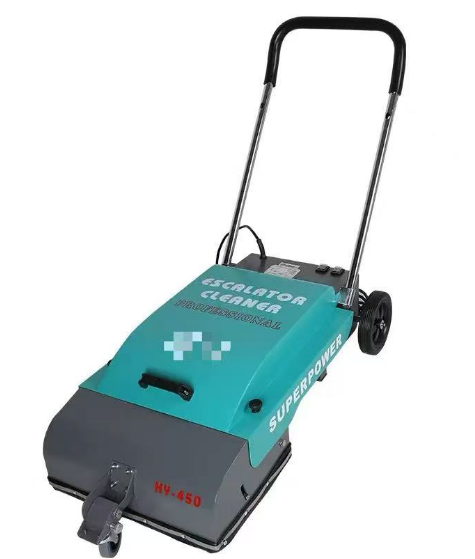 ESCALATOR
CLEANER
PROFESSIONAL
SUPERPOWER
HY-450